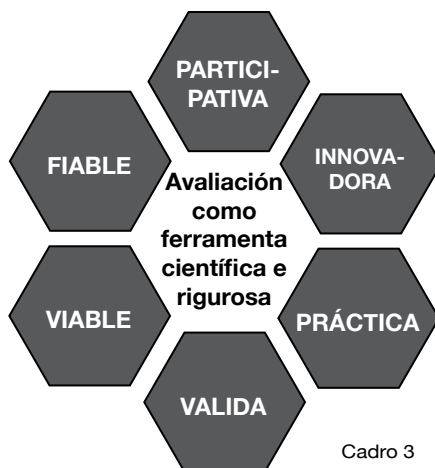 PARTICI-
PATIVA
FIABLE
INNOVA-
DORA
Avaliación
como
ferramenta
científica e
rigurosa
VIABLE
PRÁCTICA
VALIDA
Cadro 3